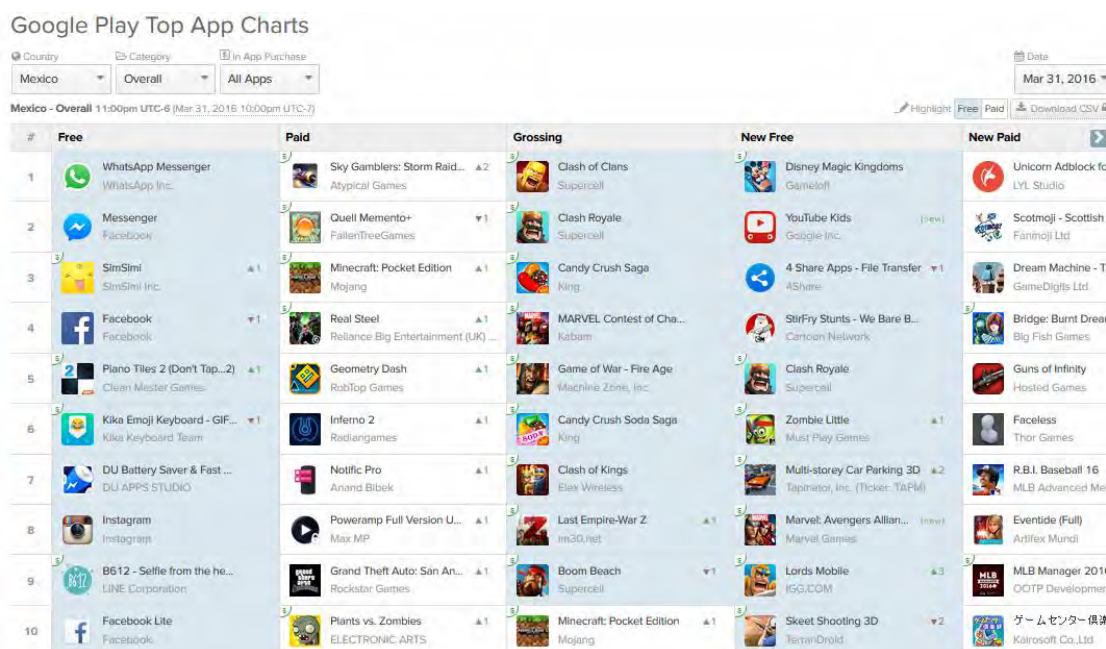 Google Play Top App Charts
Country Category In App Purchase Date
Mexico Overall All Apps Mar 31, 2016
Mexico - Overall 11:00pm UTC-6 (Mar 31, 2016 10:00pm UTC-7) Highlight Free Paid Download CSV
# Free Paid Grossing New Free New Paid
1 WhatsApp Messenger Sky Gamblers: Storm Raid... ▲2 Clash of Clans Disney Magic Kingdoms Unicorn Adblock fo
WhatsApp Inc. Atypical Games Supercell Gameloft LYL Studio
2 Messenger Quell Memento+ ▼1 Clash Royale YouTube Kids (new) Scotmoji - Scottish
Facebook FallenTreeGames Supercell Google Inc. Fanmoji Ltd
3 SimSimi ▲1 Minecraft: Pocket Edition ▲1 Candy Crush Saga 4 Share Apps - File Transfer ▼1 Dream Machine - T
SimSimi Inc. Mojang King 4Share GameDigits Ltd
4 Facebook ▼1 Real Steel ▲1 MARVEL Contest of Cha... StirFry Stunts - We Bare B... Bridge: Burnt Drea
Facebook Reliance Big Entertainment (UK) ... Kabam Cartoon Network Big Fish Games
5 Piano Tiles 2 (Don't Tap...2) ▲1 Geometry Dash ▲1 Game of War - Fire Age Clash Royale Guns of Infinity
Clean Master Games RobTop Games Machine Zone, Inc. Supercell Hosted Games
6 Kika Emoji Keyboard - GIF... ▼1 Inferno 2 ▲1 Candy Crush Soda Saga Zombie Little ▲1 Faceless
Kika Keyboard Team Radiangames King Must Play Games Thor Games
7 DU Battery Saver & Fast ... Notific Pro ▲1 Clash of Kings Multi-storey Car Parking 3D ▲2 R.B.I. Baseball 16
DU APPS STUDIO Anand Bibek Elex Wireless Tapinator, Inc. (Ticker: TAPM) MLB Advanced Me
8 Instagram Poweramp Full Version U... ▲1 Last Empire-War Z ▲1 Marvel: Avengers Allian... (new) Eventide (Full)
Instagram Max MP im30.net Marvel Games Artifex Mundi
9 B612 - Selfie from the he... Grand Theft Auto: San An... ▲1 Boom Beach ▼1 Lords Mobile ▲3 MLB Manager 2016
LINE Corporation Rockstar Games Supercell IGG.COM OOTP Developmen
10 Facebook Lite Plants vs. Zombies ▲1 Minecraft: Pocket Edition ▲1 Skeet Shooting 3D ▼2 ゲームセンター倶楽
Facebook ELECTRONIC ARTS Mojang TerranDroid Kairosoft Co.,Ltd